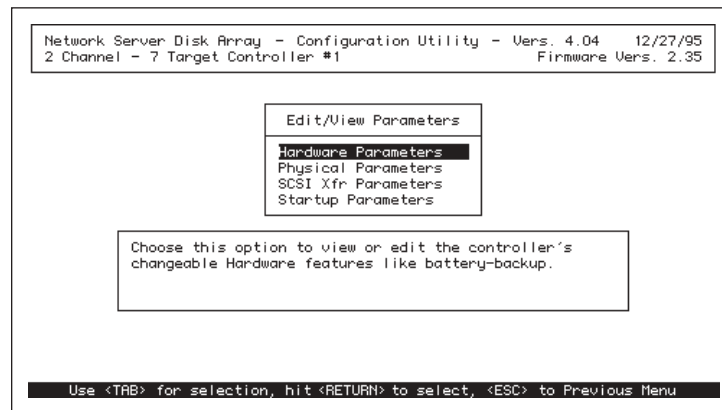 Network Server Disk Array - Configuration Utility - Vers. 4.04 12/27/95
2 Channel - 7 Target Controller #1 Firmware Vers. 2.35
Edit/View Parameters
Hardware Parameters
Physical Parameters
SCSI Xfr Parameters
Startup Parameters
Choose this option to view or edit the controller's
changeable Hardware features like battery-backup.
Use <TAB> for selection, hit <RETURN> to select, <ESC> to Previous Menu